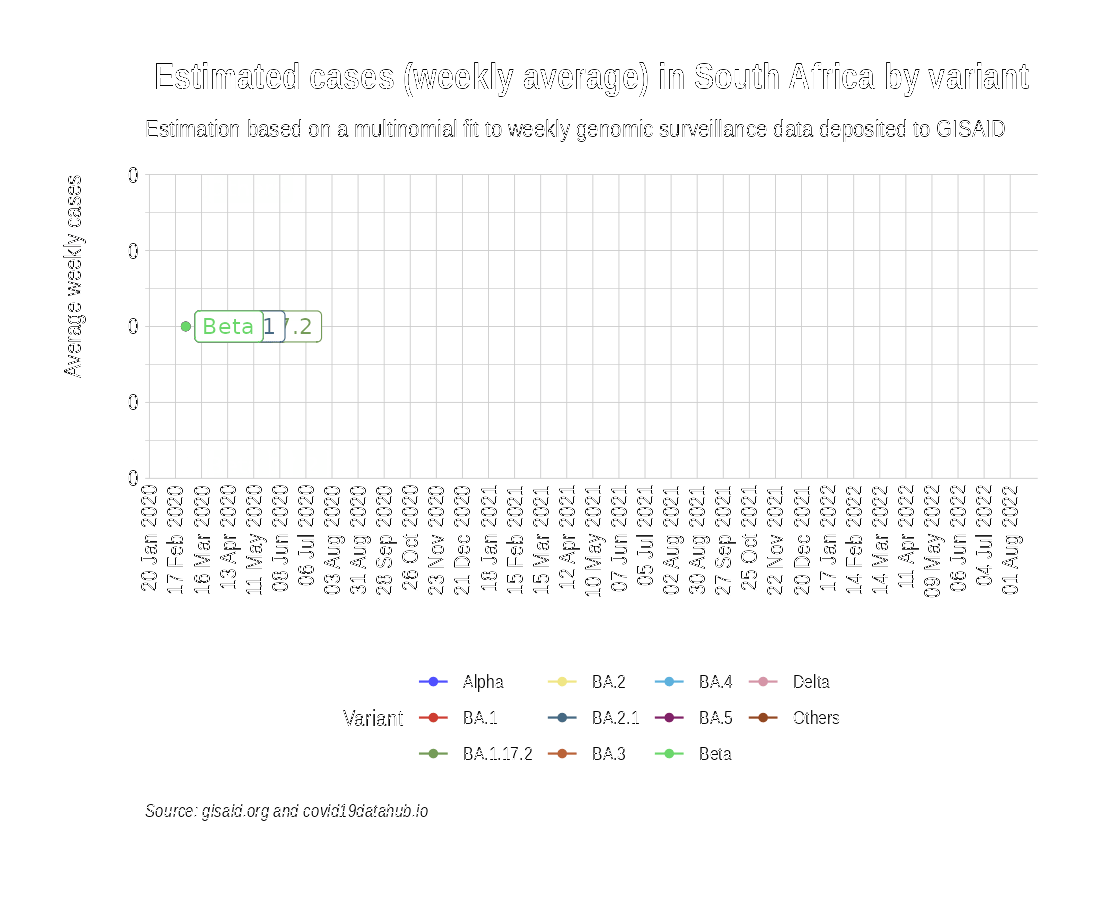 Estimated cases (weekly average) in South Africa by variant
Estimation based on a multinomial fit to weekly genomic surveillance data deposited to GISAID
Average weekly cases
0
0
0
0
0
Beta
1
7.2
20 Jan 2020
17 Feb 2020
16 Mar 2020
13 Apr 2020
11 May 2020
08 Jun 2020
06 Jul 2020
03 Aug 2020
31 Aug 2020
28 Sep 2020
26 Oct 2020
23 Nov 2020
21 Dec 2020
18 Jan 2021
15 Feb 2021
15 Mar 2021
12 Apr 2021
10 May 2021
07 Jun 2021
05 Jul 2021
02 Aug 2021
30 Aug 2021
27 Sep 2021
25 Oct 2021
22 Nov 2021
20 Dec 2021
17 Jan 2022
14 Feb 2022
14 Mar 2022
11 Apr 2022
09 May 2022
06 Jun 2022
04 Jul 2022
01 Aug 2022
Variant
Alpha
BA.1
BA.1.17.2
BA.2
BA.2.1
BA.3
BA.4
BA.5
Beta
Delta
Others
Source: gisaid.org and covid19datahub.io